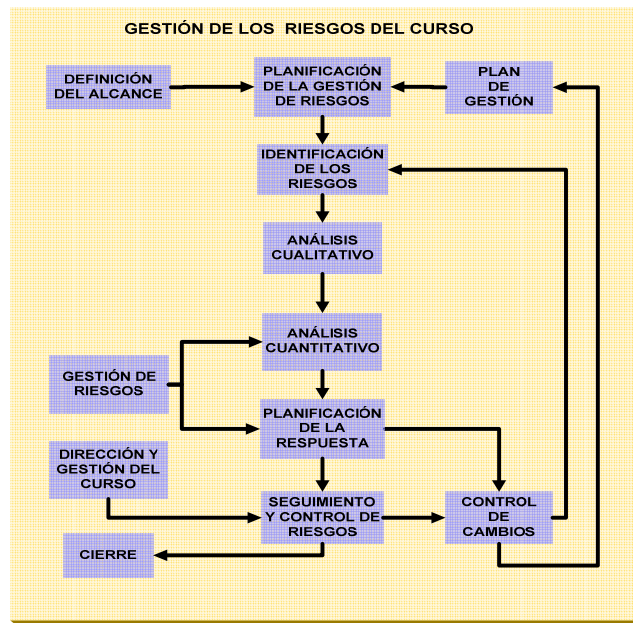 GESTIÓN DE LOS RIESGOS DEL CURSO
DEFINICIÓN
DEL ALCANCE
PLANIFICACIÓN
DE LA GESTIÓN
DE RIESGOS
PLAN
DE
GESTIÓN
IDENTIFICACIÓN
DE LOS
RIESGOS
ANÁLISIS
CUALITATIVO
ANÁLISIS
CUANTITATIVO
GESTIÓN DE
RIESGOS
PLANIFICACIÓN
DE LA
RESPUESTA
DIRECCIÓN Y
GESTIÓN DEL
CURSO
SEGUIMIENTO
Y CONTROL DE
RIESGOS
CONTROL
DE
CAMBIOS
CIERRE